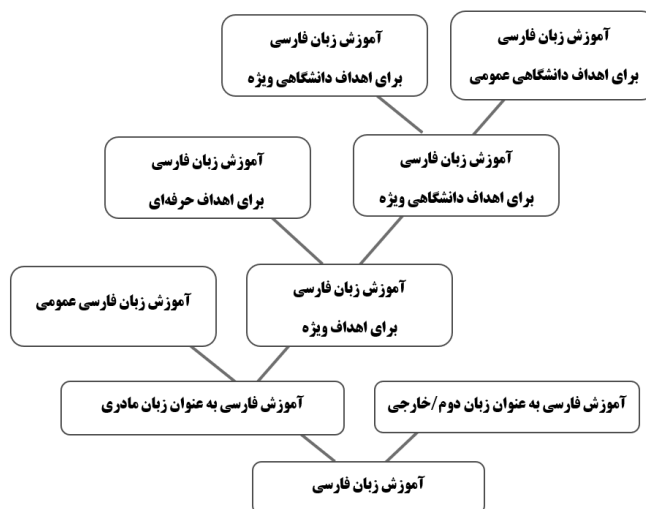 آموزش زبان فارسی
برای اهداف دانشگاهی عمومی
آموزش زبان فارسی
برای اهداف دانشگاهی ویژه
آموزش زبان فارسی
برای اهداف دانشگاهی ویژه
آموزش زبان فارسی
برای اهداف حرفه‌ای
آموزش زبان فارسی
برای اهداف ویژه
آموزش زبان فارسی عمومی
آموزش فارسی به عنوان زبان دوم/خارجی
آموزش فارسی به عنوان زبان مادری
آموزش زبان فارسی